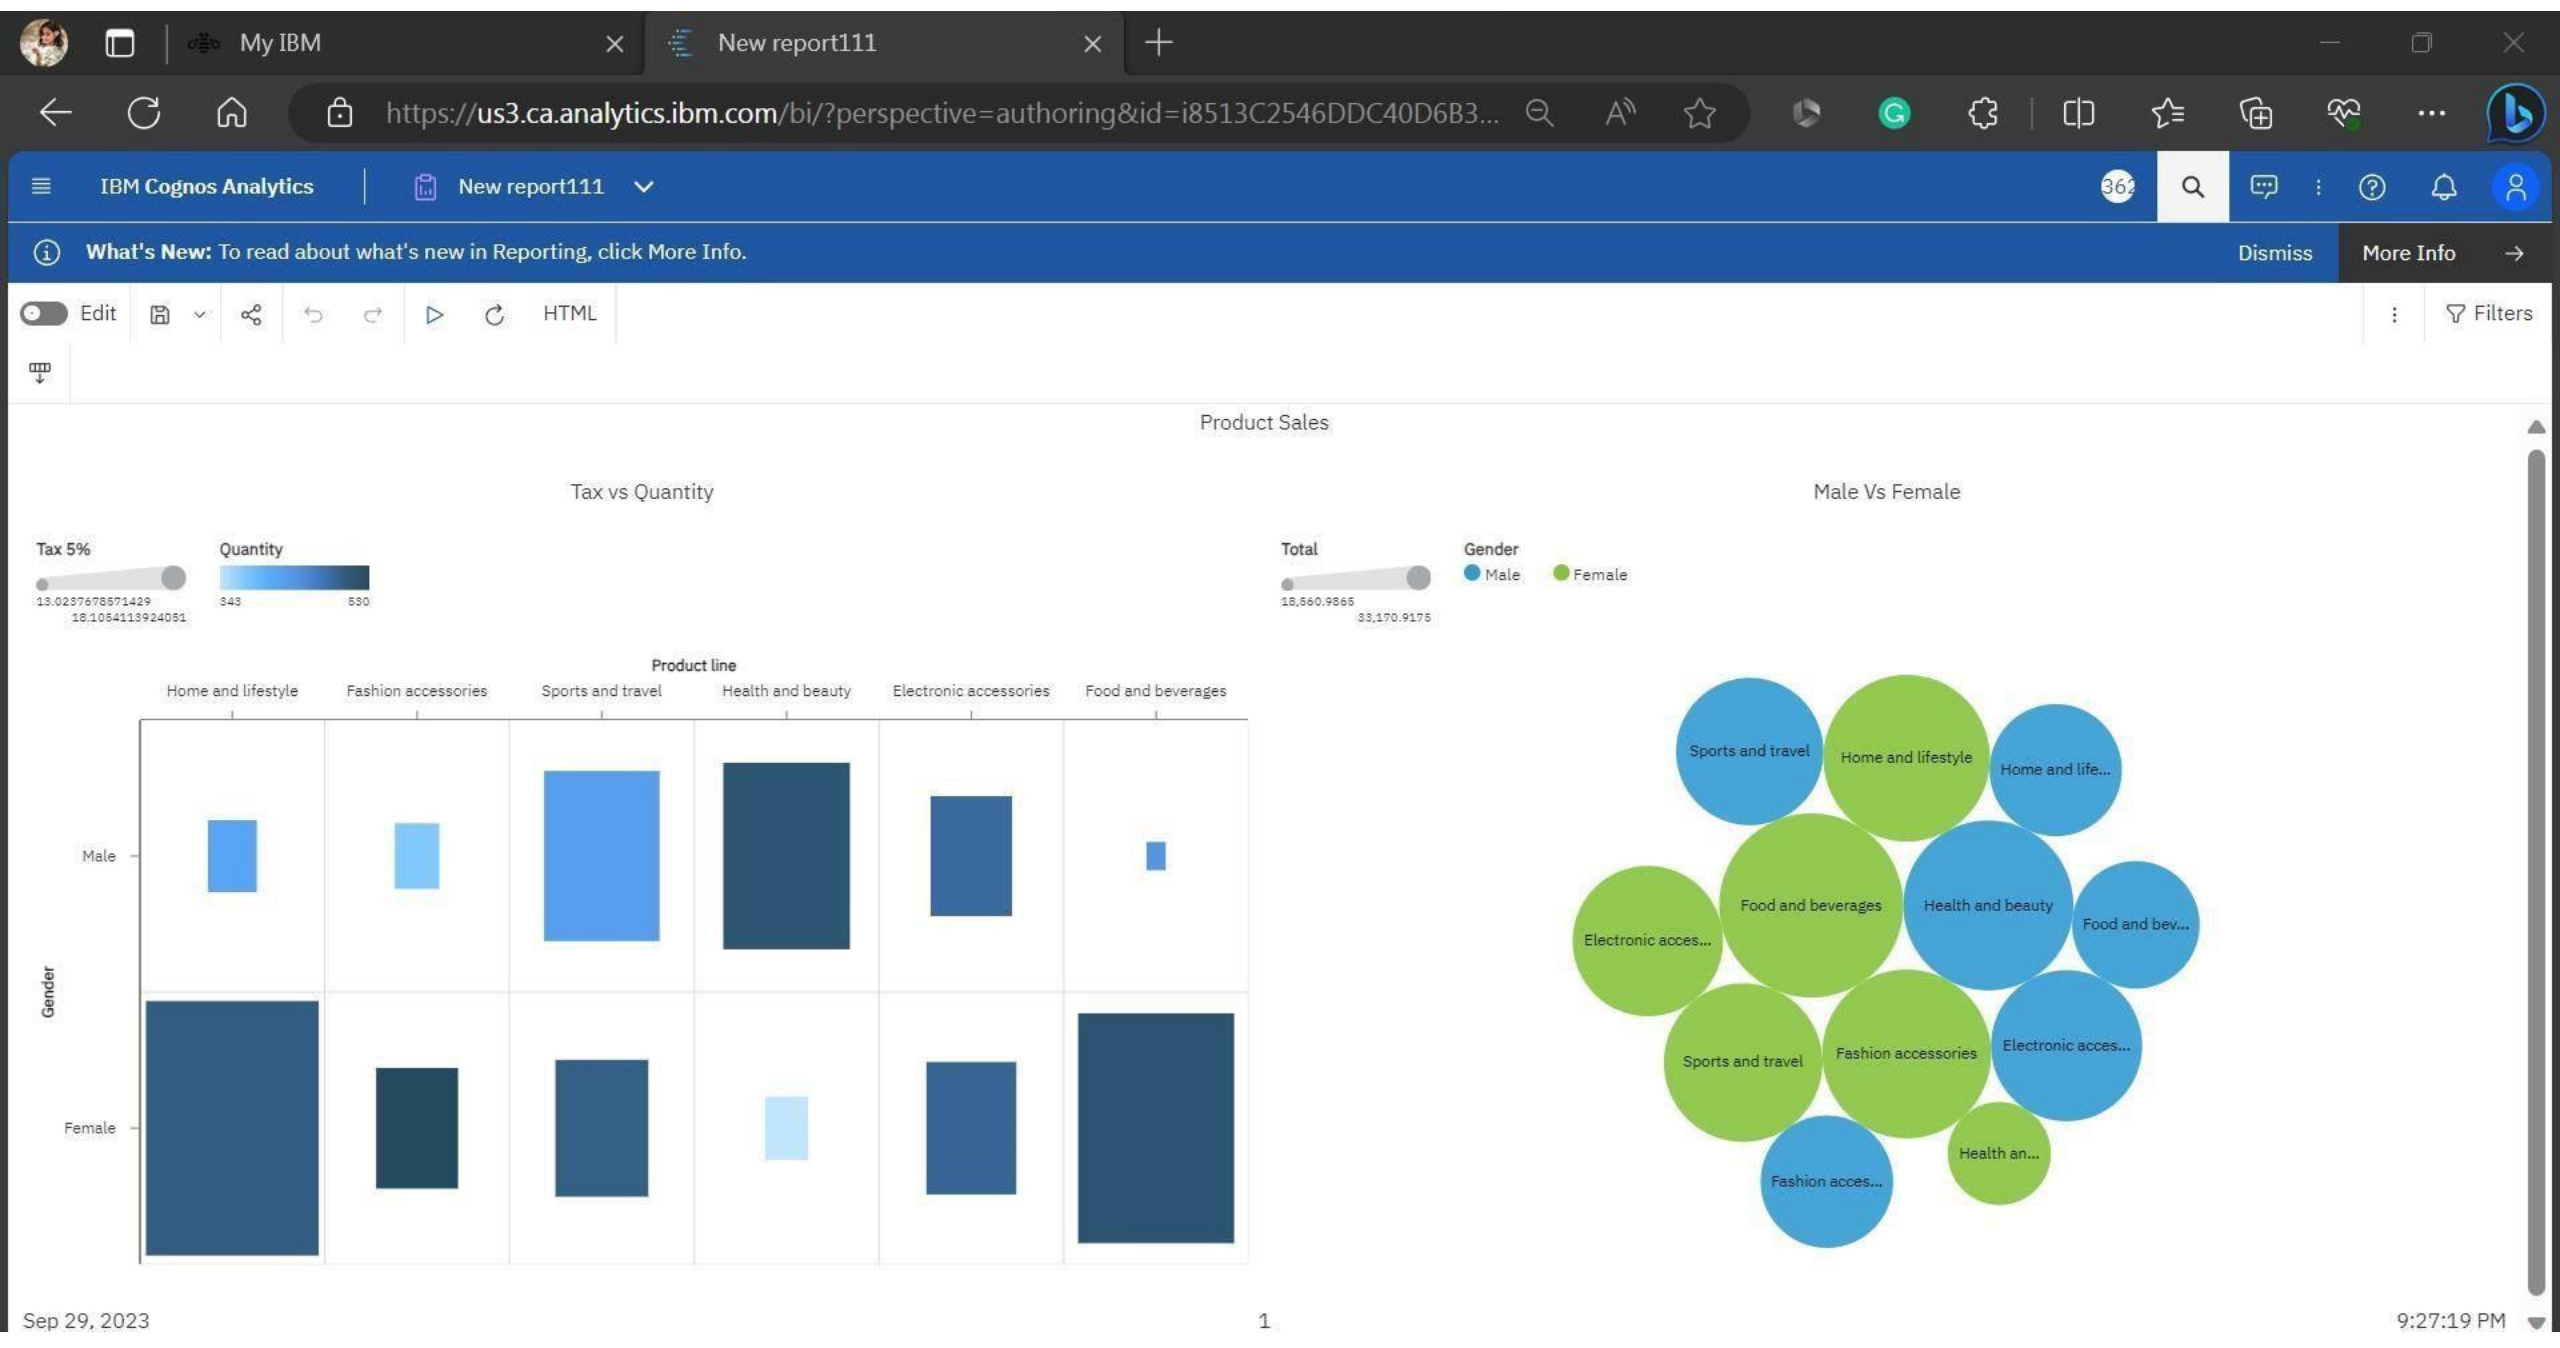 My IBM
New report111
https://us3.ca.analytics.ibm.com/bi/?perspective=authoring&id=i8513C2546DDC40D6B3...
IBM Cognos Analytics
New report111
362
What's New: To read about what's new in Reporting, click More Info.
Dismiss
More Info
Edit
HTML
Filters
Product Sales
Tax vs Quantity
Tax 5%
Quantity
13.0237678571429
18.1054113924051
343
530
Product line
Home and lifestyle
Fashion accessories
Sports and travel
Health and beauty
Electronic accessories
Food and beverages
Gender
Male
Female
Male Vs Female
Total
Gender
Male
Female
18,560.9865
33,170.9175
Sports and travel
Home and lifestyle
Home and life...
Food and beverages
Health and beauty
Food and bev...
Electronic acces...
Sports and travel
Fashion accessories
Electronic acces...
Health an...
Fashion acces...
Sep 29, 2023
1
9:27:19 PM